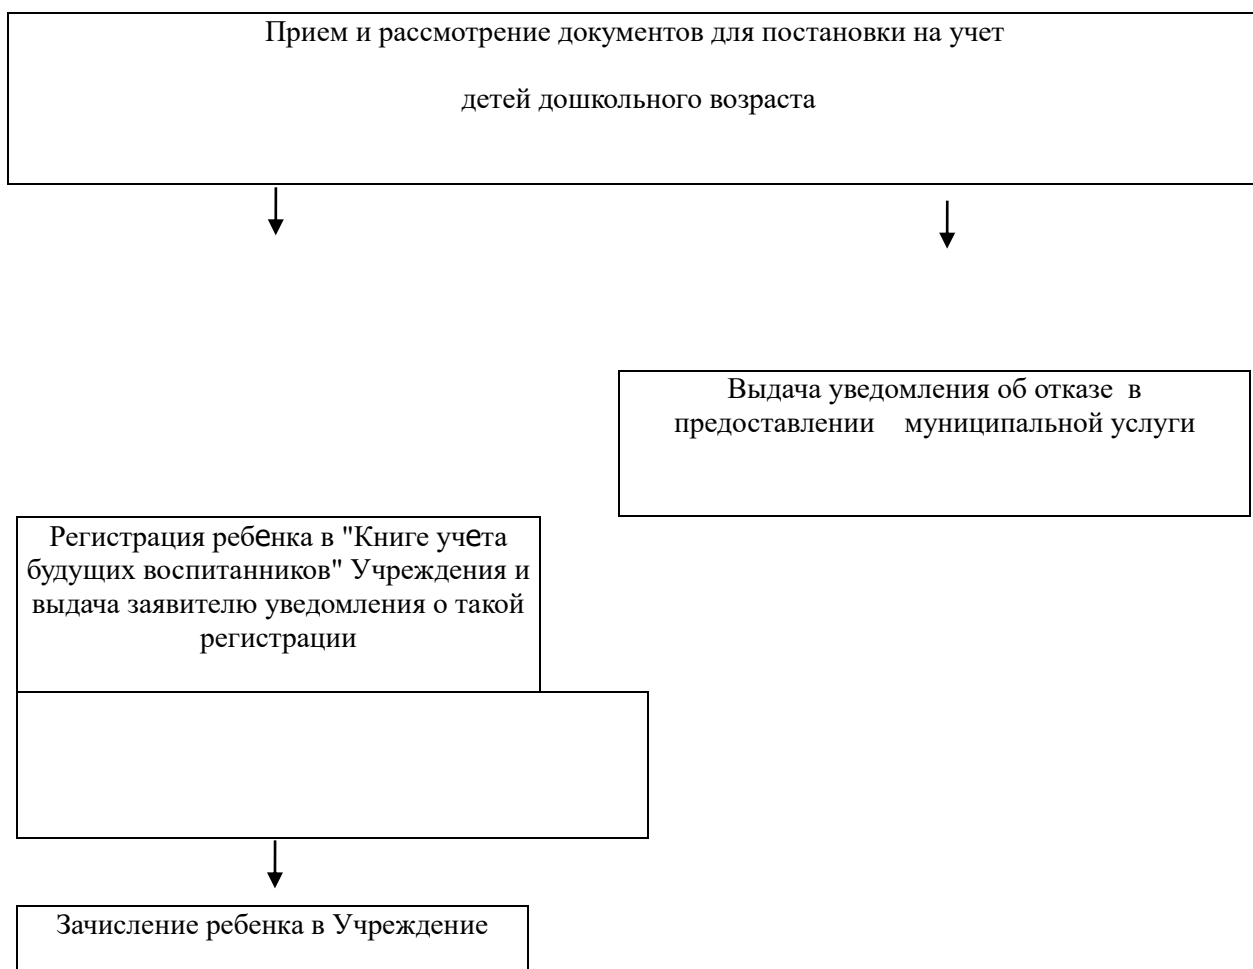 Прием и рассмотрение документов для постановки на учет
детей дошкольного возраста
Выдача уведомления об отказе в
предоставлении муниципальной услуги
Регистрация ребенка в "Книге учета
будущих воспитанников" Учреждения и
выдача заявителю уведомления о такой
регистрации
Зачисление ребенка в Учреждение